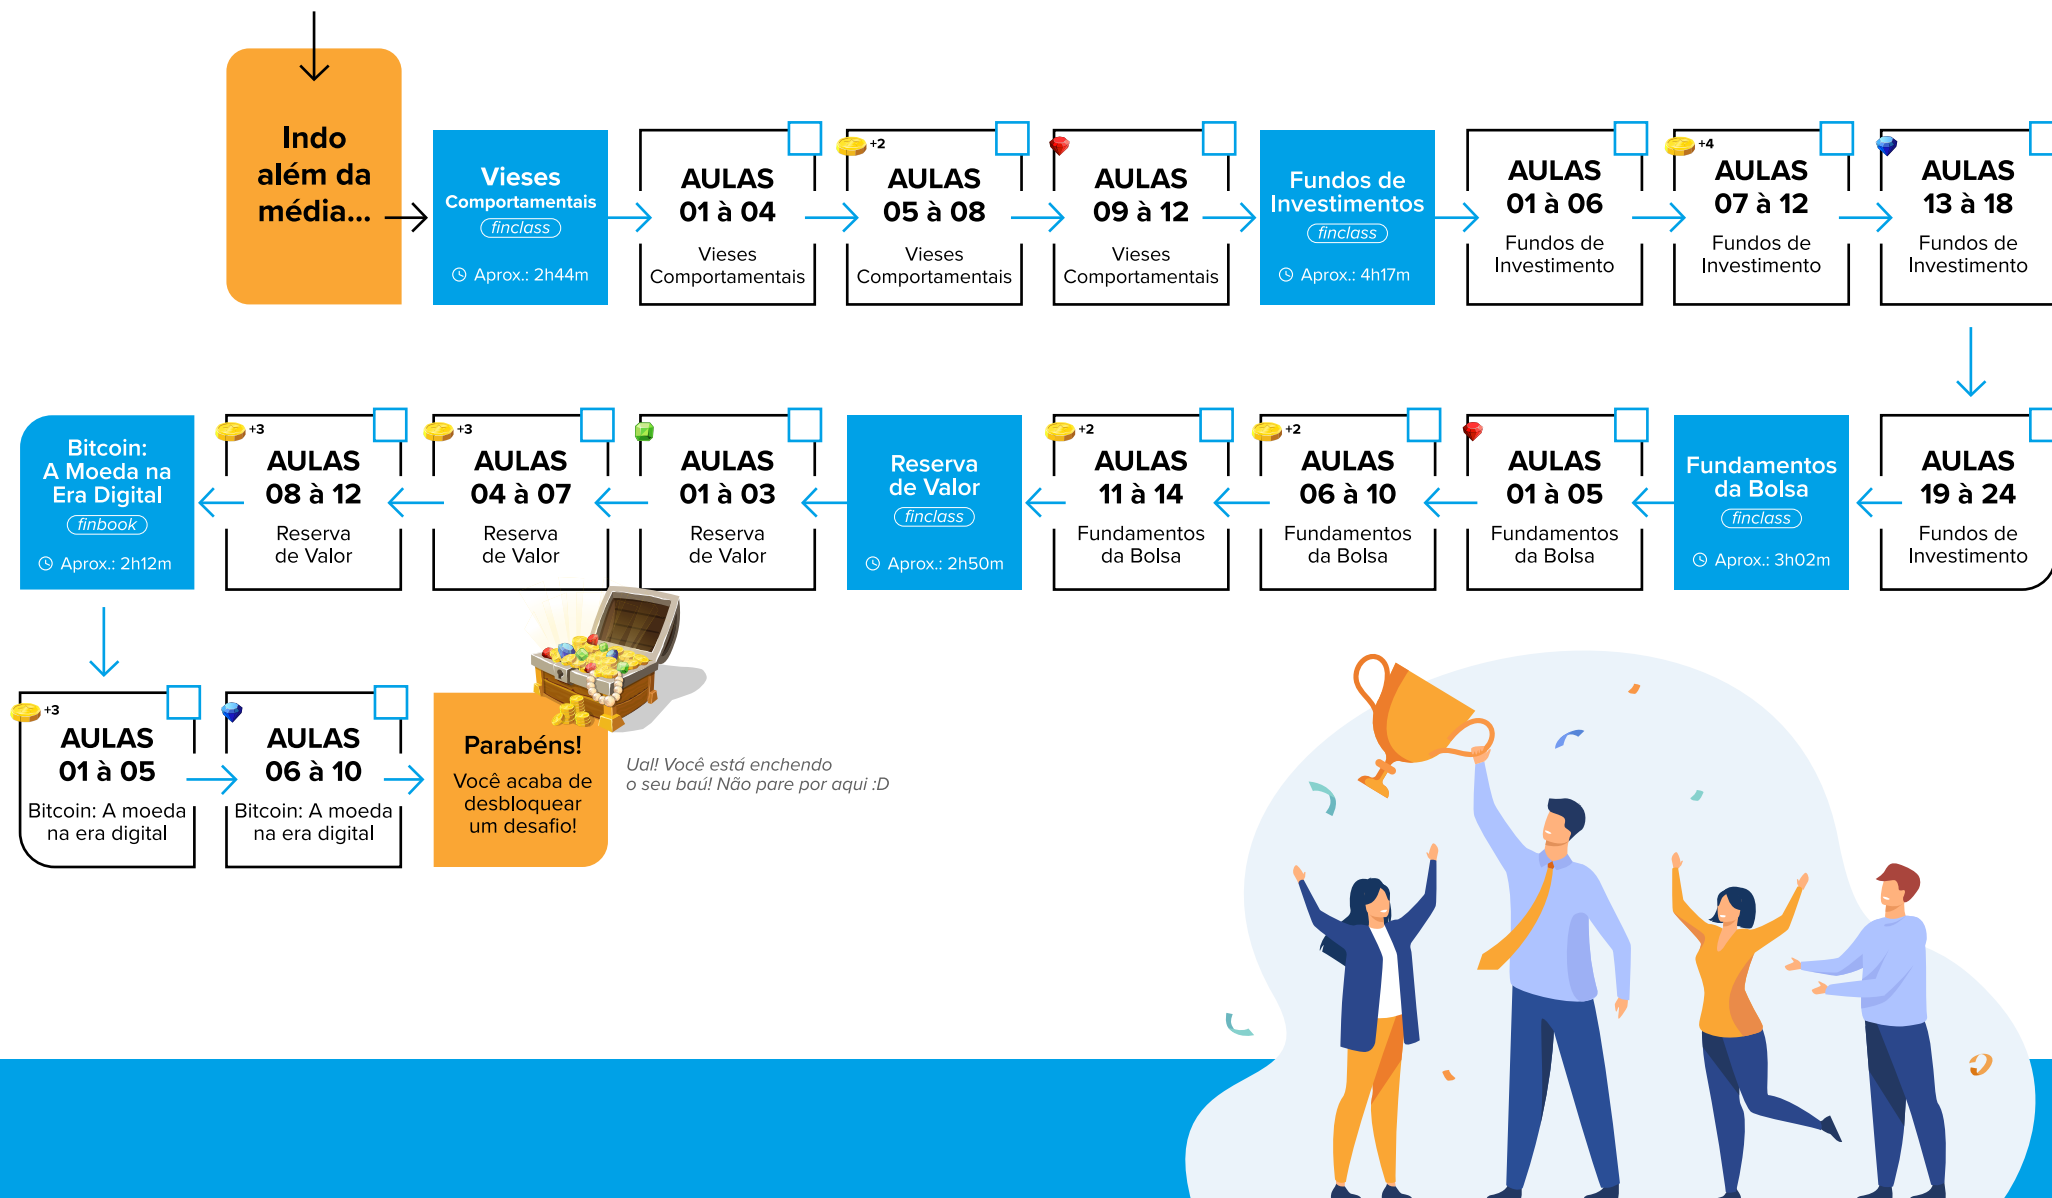 Indo
além da
média...
Vieses
Comportamentais
finclass
Aprox.: 2h44m
AULAS
01 à 04
Vieses
Comportamentais
+2
AULAS
05 à 08
Vieses
Comportamentais
AULAS
09 à 12
Vieses
Comportamentais
Fundos de
Investimentos
finclass
Aprox.: 4h17m
AULAS
01 à 06
Fundos de
Investimento
+4
AULAS
07 à 12
Fundos de
Investimento
AULAS
13 à 18
Fundos de
Investimento
AULAS
19 à 24
Fundos de
Investimento
Fundamentos
da Bolsa
finclass
Aprox.: 3h02m
AULAS
01 à 05
Fundamentos
da Bolsa
+2
AULAS
06 à 10
Fundamentos
da Bolsa
+2
AULAS
11 à 14
Fundamentos
da Bolsa
Reserva
de Valor
finclass
Aprox.: 2h50m
AULAS
01 à 03
Reserva
de Valor
+3
AULAS
04 à 07
Reserva
de Valor
+3
AULAS
08 à 12
Reserva
de Valor
Bitcoin:
A Moeda na
Era Digital
finbook
Aprox.: 2h12m
+3
AULAS
01 à 05
Bitcoin: A moeda
na era digital
AULAS
06 à 10
Bitcoin: A moeda
na era digital
Parabéns!
Você acaba de
desbloquear
um desafio!
Ual! Você está enchendo
o seu baú! Não pare por aqui :D